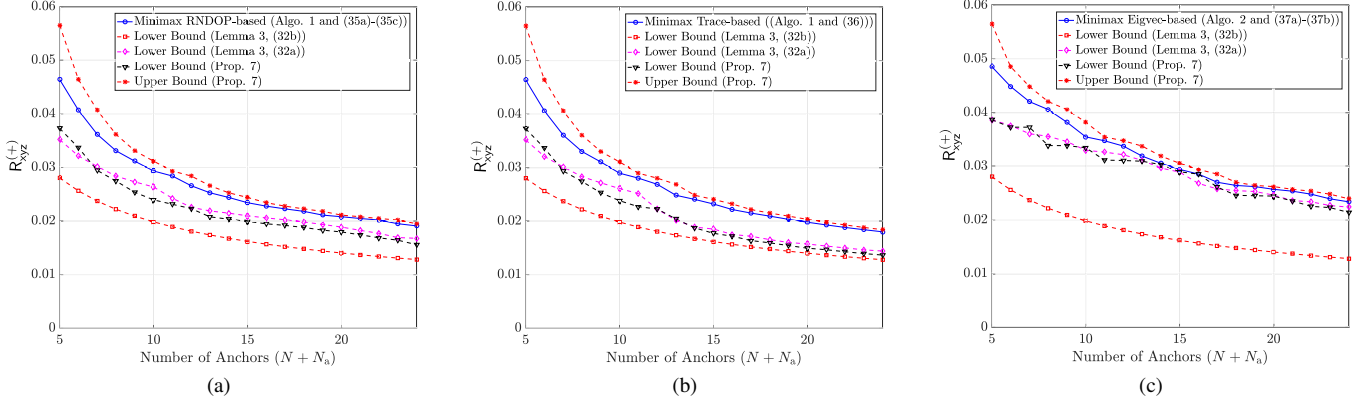 0.06
0.05
0.04
0.03
0.02
0.01
0
R_xyz^(+)
Minimax RNDOP-based (Algo. 1 and (35a)-(35c))
Lower Bound (Lemma 3, (32b))
Lower Bound (Lemma 3, (32a))
Lower Bound (Prop. 7)
Upper Bound (Prop. 7)
5 10 15 20
Number of Anchors (N + N_a)
(a)
0.06
0.05
0.04
0.03
0.02
0.01
0
R_xyz^(+)
Minimax Trace-based ((Algo. 1 and (36)))
Lower Bound (Lemma 3, (32b))
Lower Bound (Lemma 3, (32a))
Lower Bound (Prop. 7)
Upper Bound (Prop. 7)
5 10 15 20
Number of Anchors (N + N_a)
(b)
0.06
0.05
0.04
0.03
0.02
0.01
0
R_xyz^(+)
Minimax Eigvec-based (Algo. 2 and (37a)-(37b))
Lower Bound (Lemma 3, (32b))
Lower Bound (Lemma 3, (32a))
Lower Bound (Prop. 7)
Upper Bound (Prop. 7)
5 10 15 20
Number of Anchors (N + N_a)
(c)